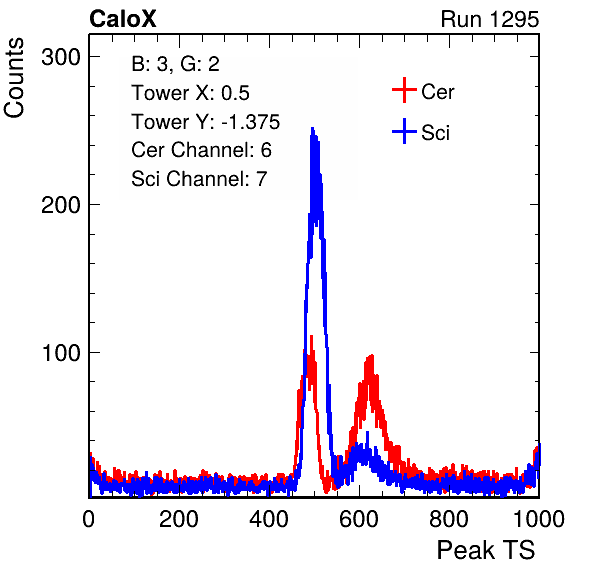 CaloX Run 1295
Counts
300
200
100
B: 3, G: 2
Tower X: 0.5
Tower Y: -1.375
Cer Channel: 6
Sci Channel: 7
Cer
Sci
0 200 400 600 800 1000
Peak TS